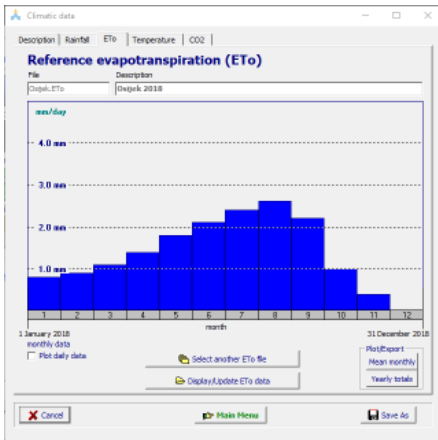 Climatic data
Description Rainfall ETo Temperature CO2
Reference evapotranspiration (ETo)
File Description
Osijek.ETo Osijek 2018
mm/day
4.0 mm
3.0 mm
2.0 mm
1.0 mm
1 2 3 4 5 6 7 8 9 10 11 12
month
1 January 2018 31 December 2018
monthly data
Plot daily data
Select another ETo file
Display/Update ETo data
Plot/Export
Mean monthly
Yearly totals
Cancel Main Menu Save As